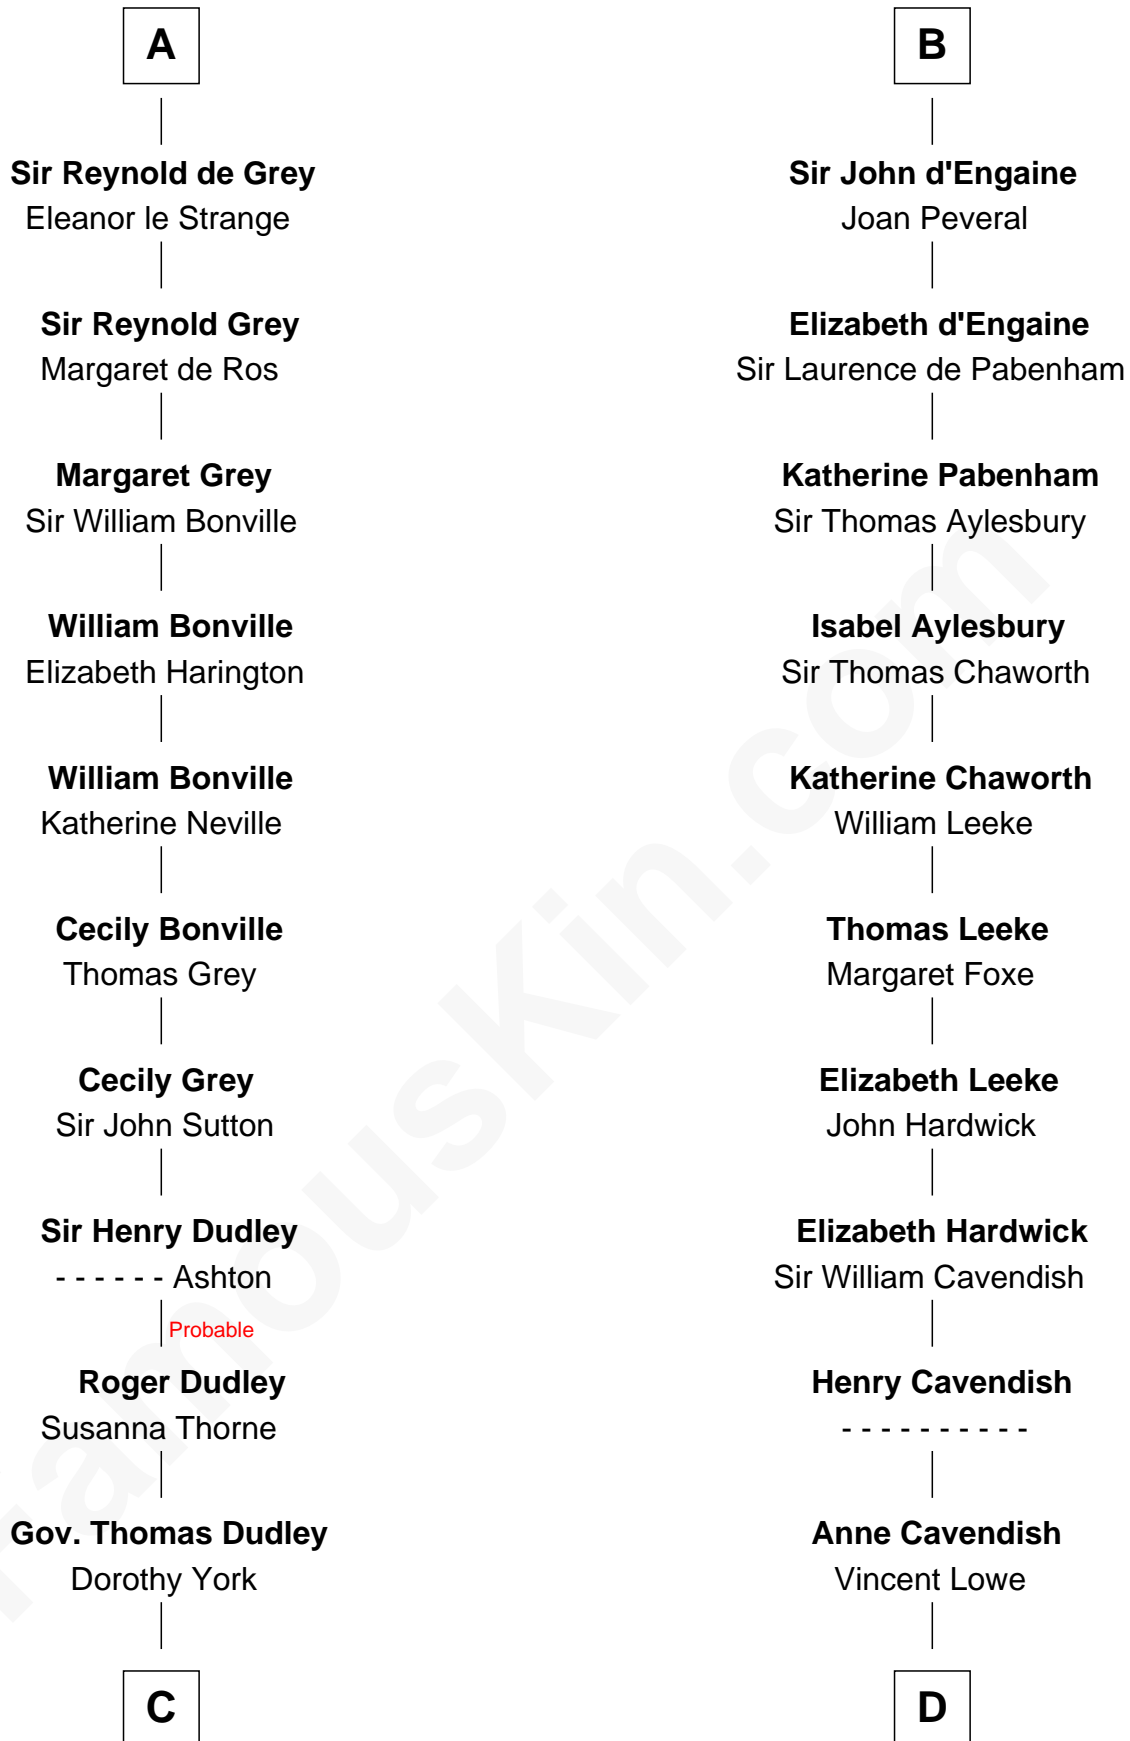 A
Sir Reynold de Grey
Eleanor le Strange
Sir Reynold Grey
Margaret de Ros
Margaret Grey
Sir William Bonville
William Bonville
Elizabeth Harington
William Bonville
Katherine Neville
Cecily Bonville
Thomas Grey
Cecily Grey
Sir John Sutton
Sir Henry Dudley
- - - - - - Ashton
Probable
Roger Dudley
Susanna Thorne
Gov. Thomas Dudley
Dorothy York
C
B
Sir John d'Engaine
Joan Peveral
Elizabeth d'Engaine
Sir Laurence de Pabenham
Katherine Pabenham
Sir Thomas Aylesbury
Isabel Aylesbury
Sir Thomas Chaworth
Katherine Chaworth
William Leeke
Thomas Leeke
Margaret Foxe
Elizabeth Leeke
John Hardwick
Elizabeth Hardwick
Sir William Cavendish
Henry Cavendish
- - - - - - - - - -
Anne Cavendish
Vincent Lowe
D
FamousKin.com